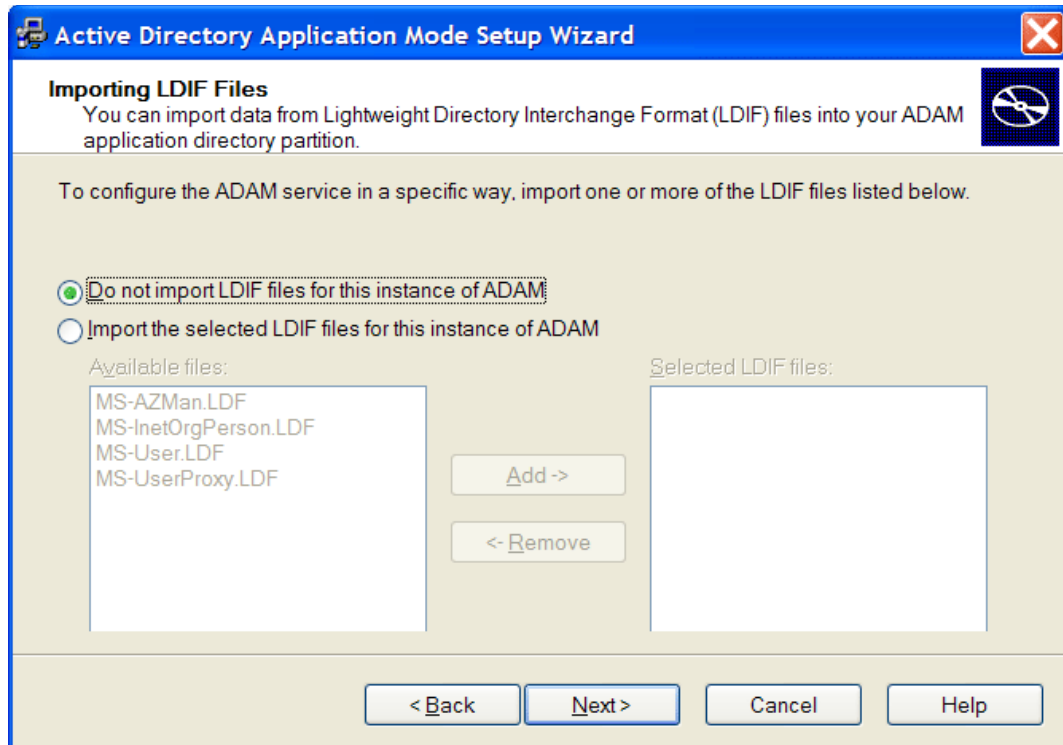 Active Directory Application Mode Setup Wizard
Importing LDIF Files
You can import data from Lightweight Directory Interchange Format (LDIF) files into your ADAM
application directory partition.
To configure the ADAM service in a specific way, import one or more of the LDIF files listed below.
Do not import LDIF files for this instance of ADAM
Import the selected LDIF files for this instance of ADAM
Available files:
Selected LDIF files:
MS-AZMan.LDF
MS-InetOrgPerson.LDF
MS-User.LDF
MS-UserProxy.LDF
Add ->
<- Remove
< Back
Next >
Cancel
Help